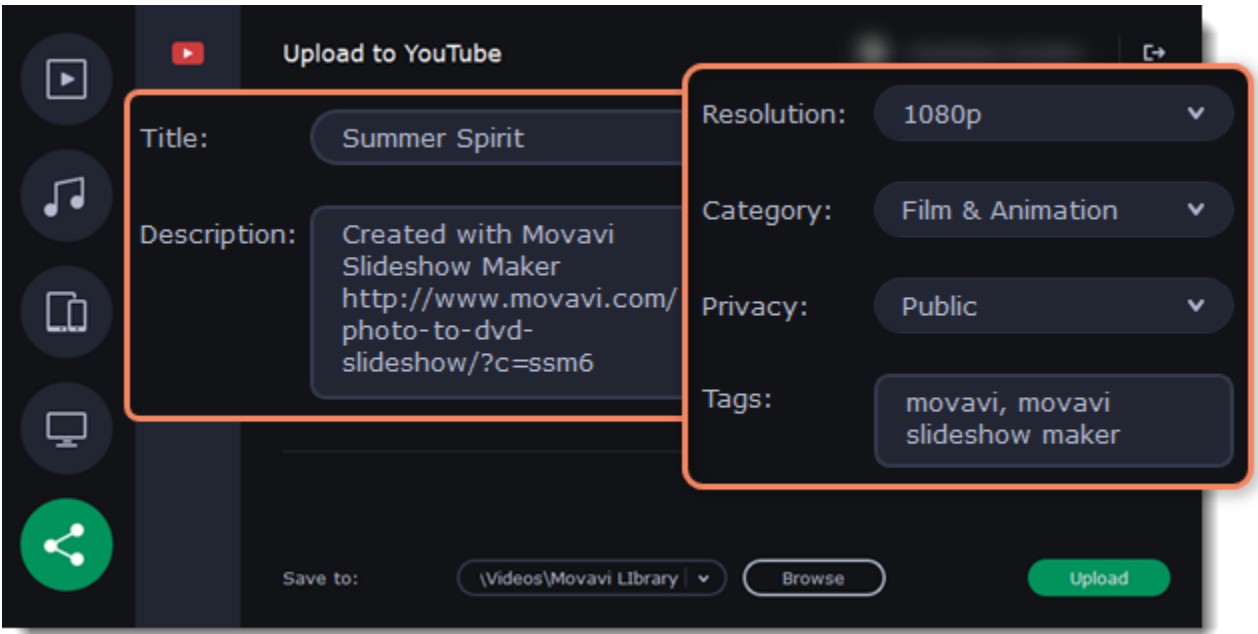 Upload to YouTube
Title:
Summer Spirit
Description:
Created with Movavi
Slideshow Maker
http://www.movavi.com/
photo-to-dvd-
slideshow/?c=ssm6
Resolution:
1080p
Category:
Film & Animation
Privacy:
Public
Tags:
movavi, movavi
slideshow maker
Save to:
\Videos\Movavi LIbrary
Browse
Upload